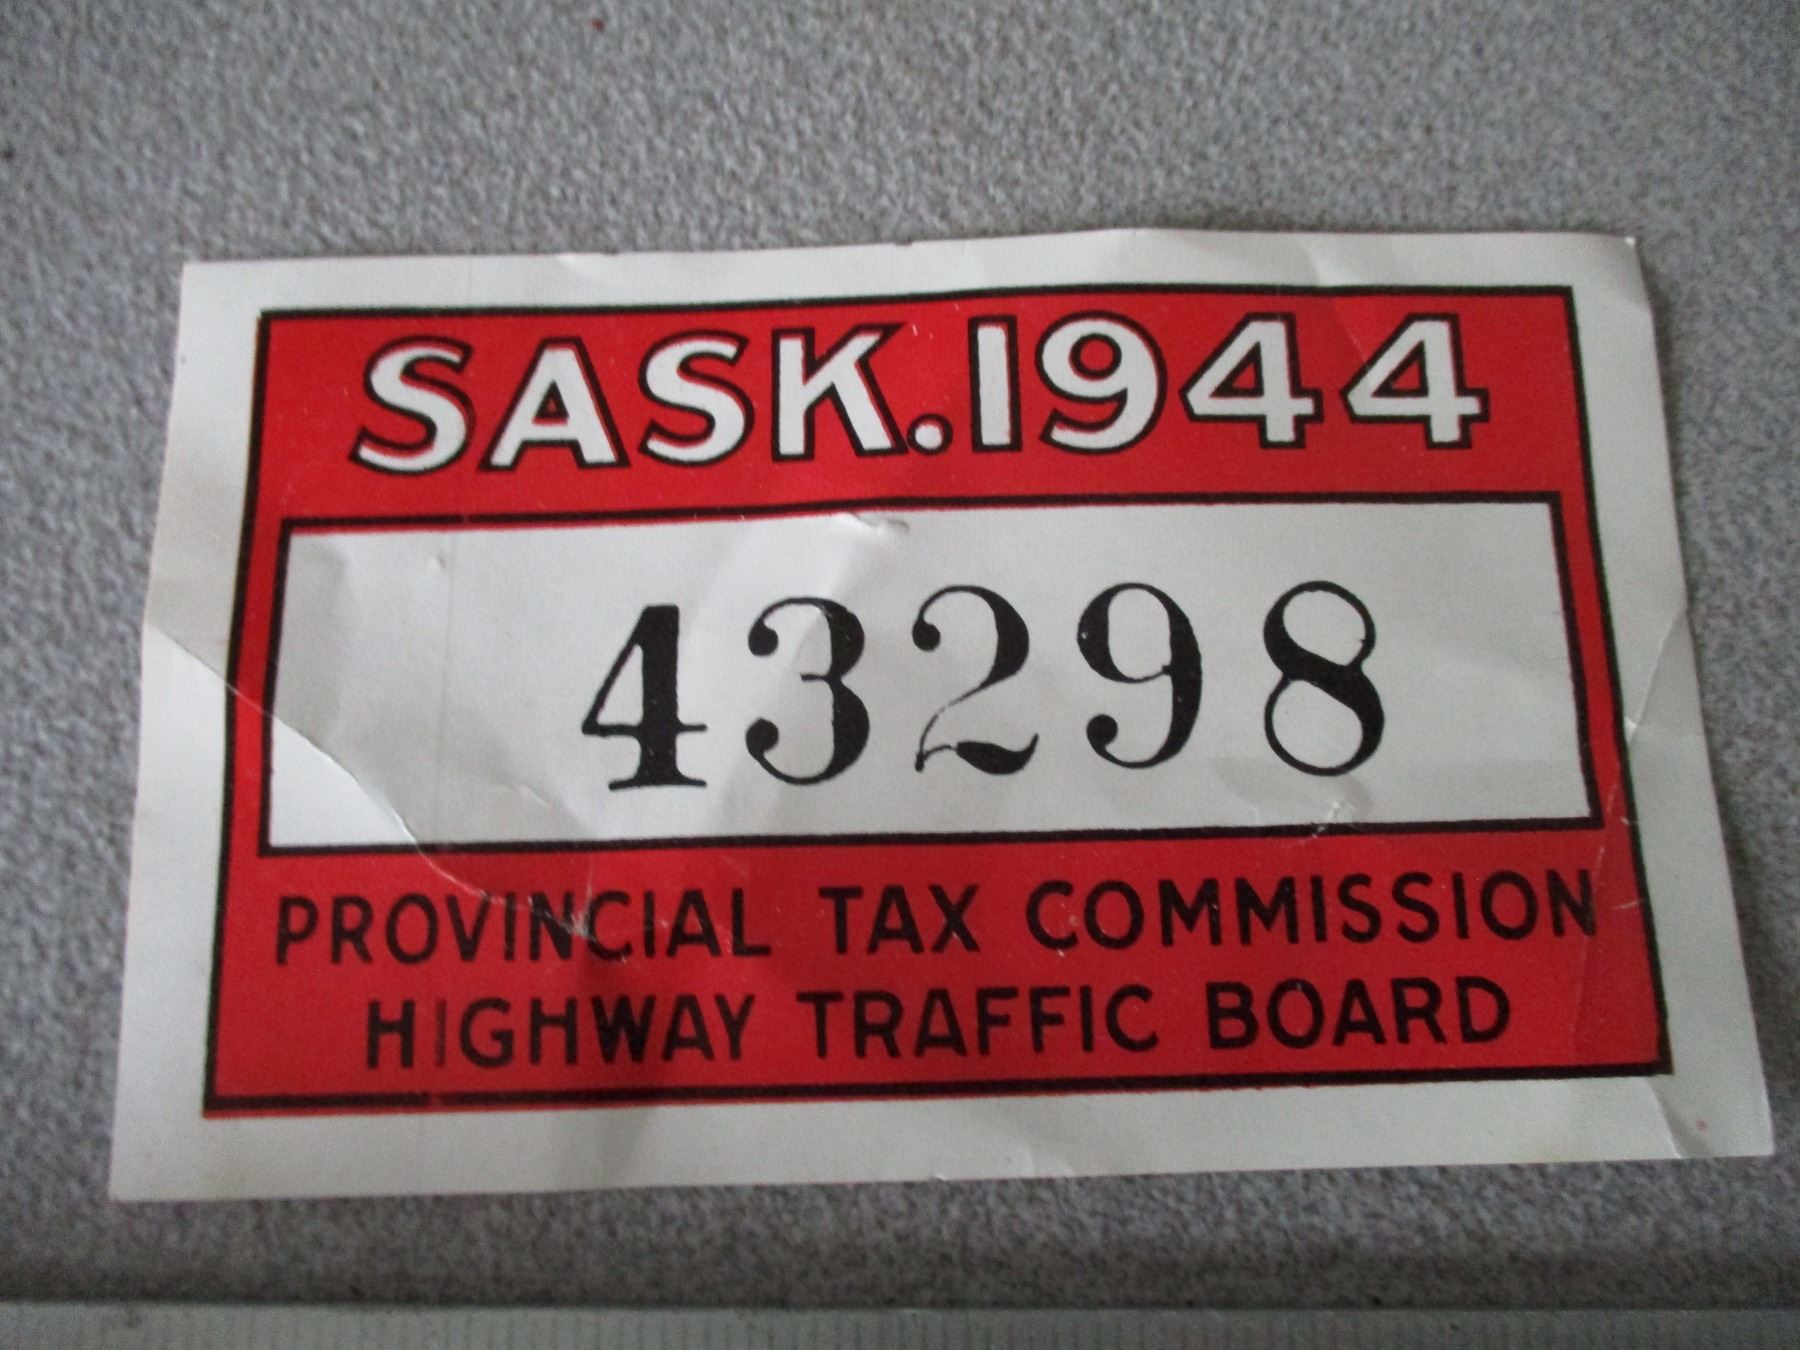 SASK. 1944
43298
PROVINCIAL TAX COMMISSION
HIGHWAY TRAFFIC BOARD